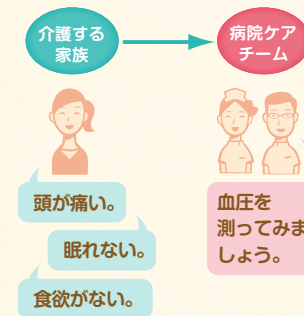 介護する
家族
病院ケア
チーム
頭が痛い。
眠れない。
食欲がない。
血圧を
測ってみま
しょう。